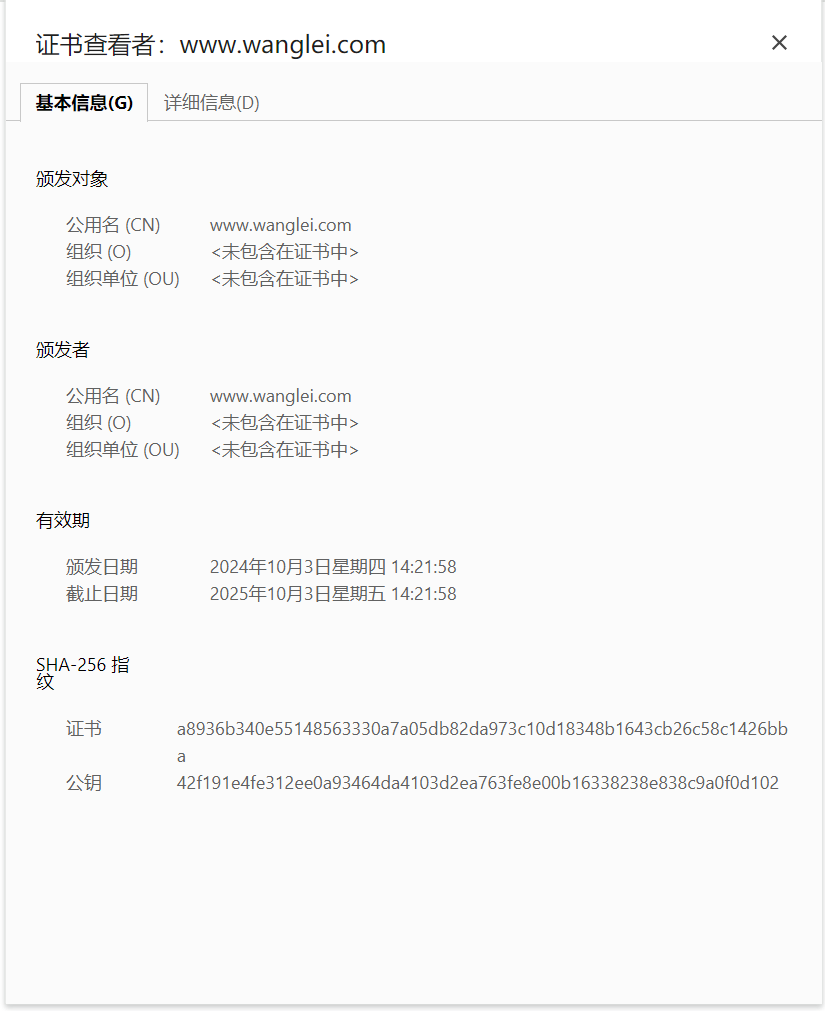 证书查看者：www.wanglei.com
基本信息(G) 详细信息(D)
颁发对象
公用名 (CN) www.wanglei.com
组织 (O) <未包含在证书中>
组织单位 (OU) <未包含在证书中>
颁发者
公用名 (CN) www.wanglei.com
组织 (O) <未包含在证书中>
组织单位 (OU) <未包含在证书中>
有效期
颁发日期 2024年10月3日星期四 14:21:58
截止日期 2025年10月3日星期五 14:21:58
SHA-256 指
纹
证书 a8936b340e55148563330a7a05db82da973c10d18348b1643cb26c58c1426bb
a
公钥 42f191e4fe312ee0a93464da4103d2ea763fe8e00b16338238e838c9a0f0d102